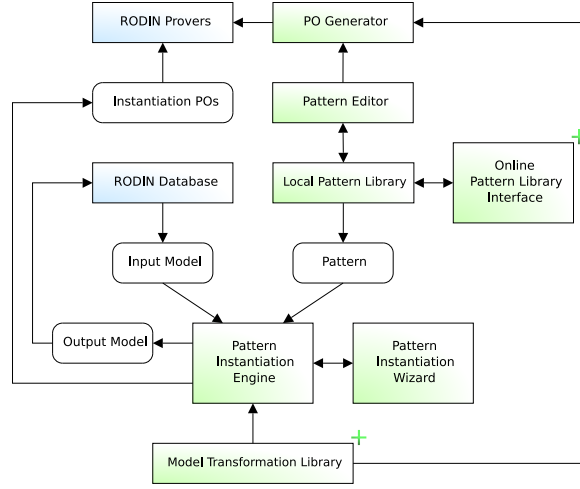 RODIN Provers
PO Generator
Instantiation POs
Pattern Editor
RODIN Database
Local Pattern Library
Online
Pattern Library
Interface
Input Model
Pattern
Output Model
Pattern
Instantiation
Engine
Pattern
Instantiation
Wizard
Model Transformation Library